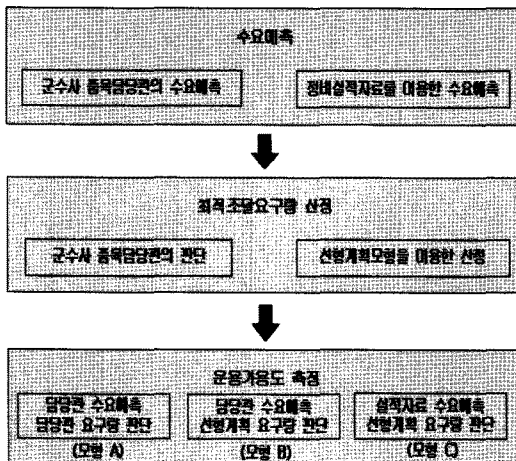 수요예측
군수사 품목담당관의 수요예측
정비실적자료를 이용한 수요예측
최적조달요구량 산정
군수사 품목담당관의 판단
선형계획모형을 이용한 산정
운용가용도 측정
담당관 수요예측
담당관 요구량 판단
(모형 A)
담당관 수요예측
선형계획 요구량 판단
(모형 B)
실적자료 수요예측
선형계획 요구량 판단
(모형 C)